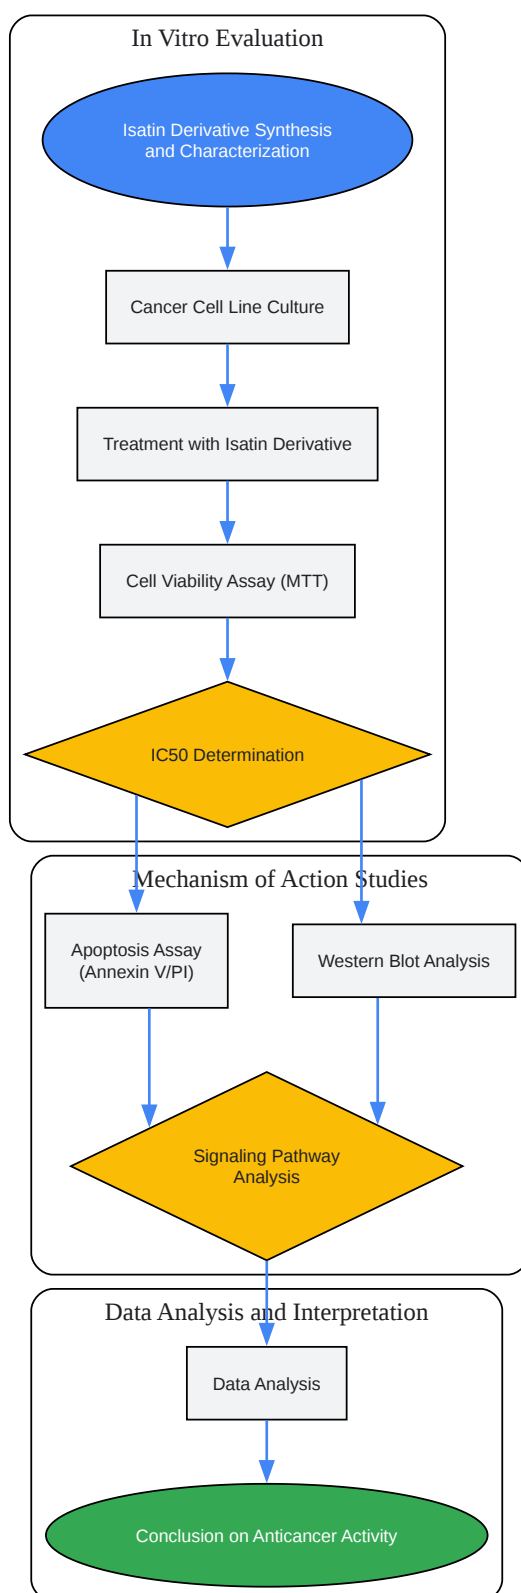 In Vitro Evaluation
Isatin Derivative Synthesis
and Characterization
Cancer Cell Line Culture
Treatment with Isatin Derivative
Cell Viability Assay (MTT)
IC50 Determination
Mechanism of Action Studies
Apoptosis Assay
(Annexin V/PI)
Western Blot Analysis
Signaling Pathway
Analysis
Data Analysis and Interpretation
Data Analysis
Conclusion on Anticancer Activity